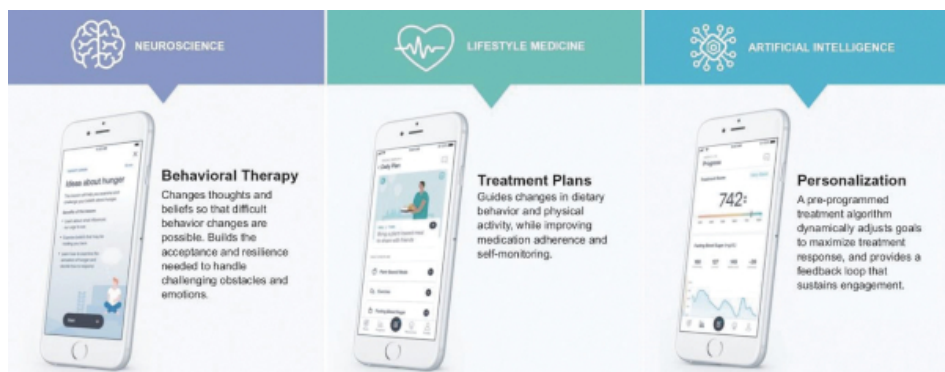 NEUROSCIENCE
Ideas about hunger
Behavioral Therapy
Changes thoughts and
beliefs so that difficult
behavior changes are
possible. Builds the
acceptance and resilience
needed to handle
challenging obstacles and
emotions.
LIFESTYLE MEDICINE
Daily Plan
Treatment Plans
Guides changes in dietary
behavior and physical
activity, while improving
medication adherence and
self-monitoring.
ARTIFICIAL INTELLIGENCE
Progress
742
Personalization
A pre-programmed
treatment algorithm
dynamically adjusts goals
to maximize treatment
response, and provides a
feedback loop that
sustains engagement.